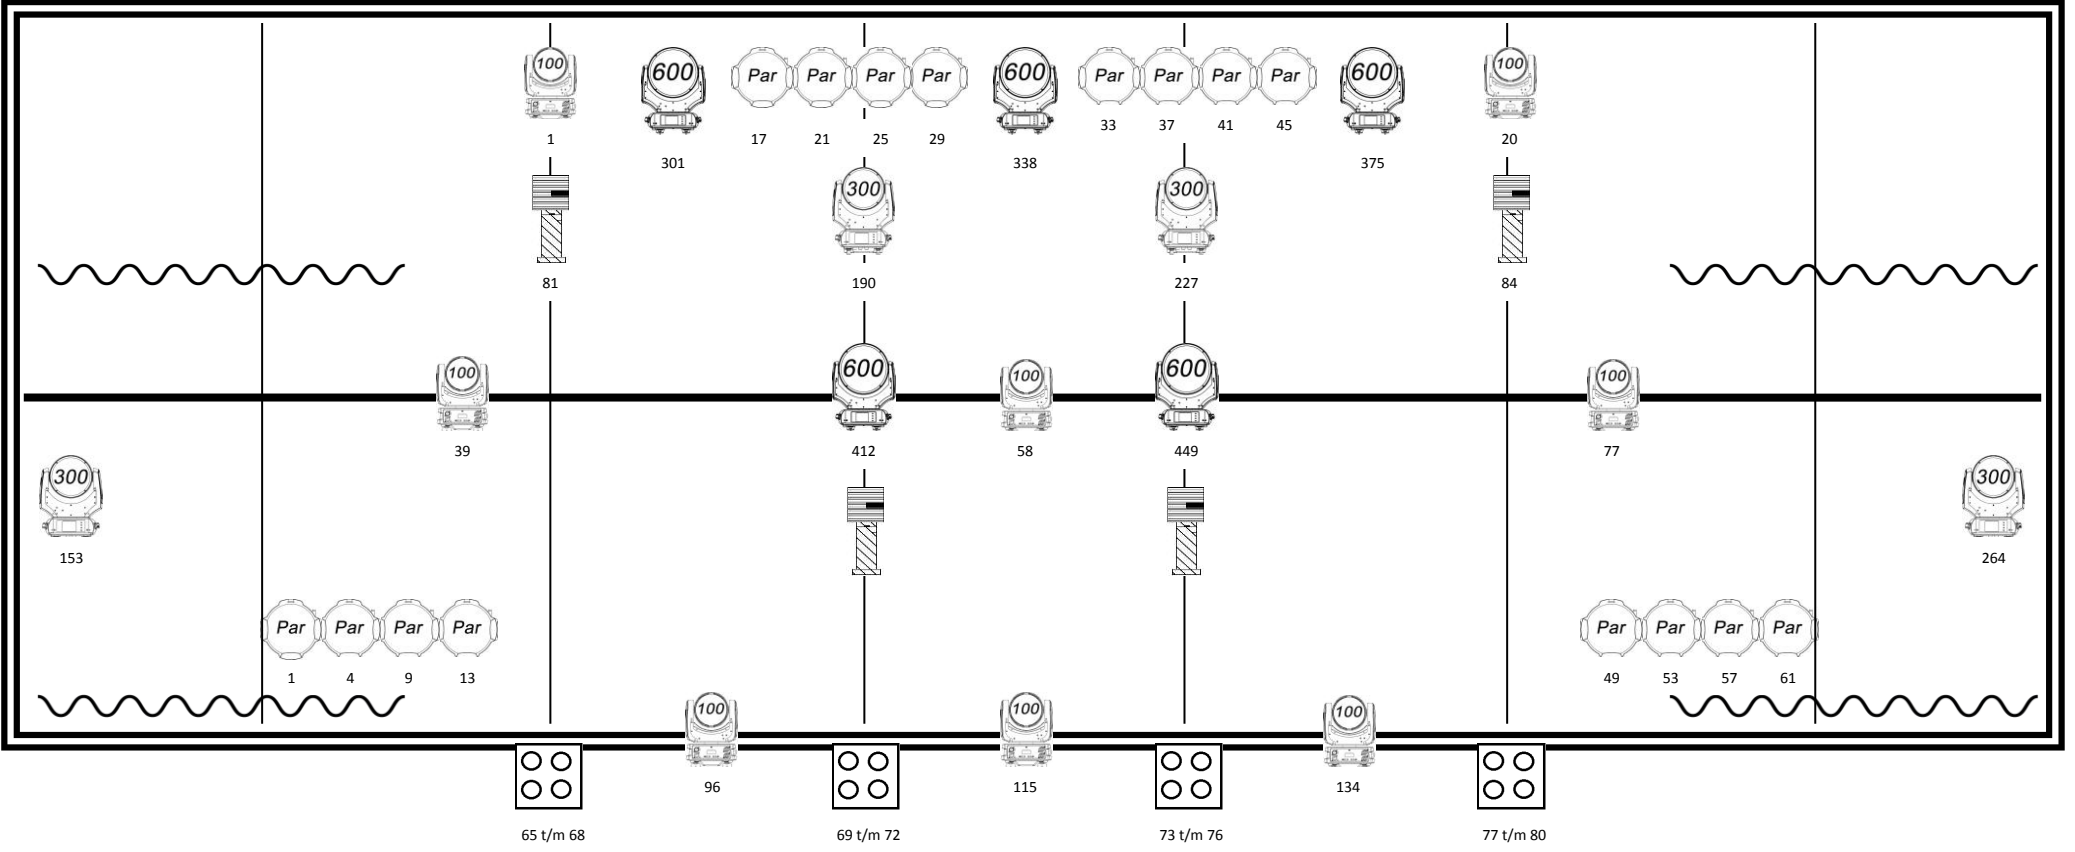 100 600 Par Par Par Par 600 Par Par Par Par 600 100
1 301 17 21 25 29 338 33 37 41 45 375 20
300 300
81 190 227 84
100 600 100 600 100
39 412 58 449 77
300 300
153 264
Par Par Par Par Par Par Par Par
1 4 9 13 49 53 57 61
100 100 100
96 115 134
65 t/m 68 69 t/m 72 73 t/m 76 77 t/m 80